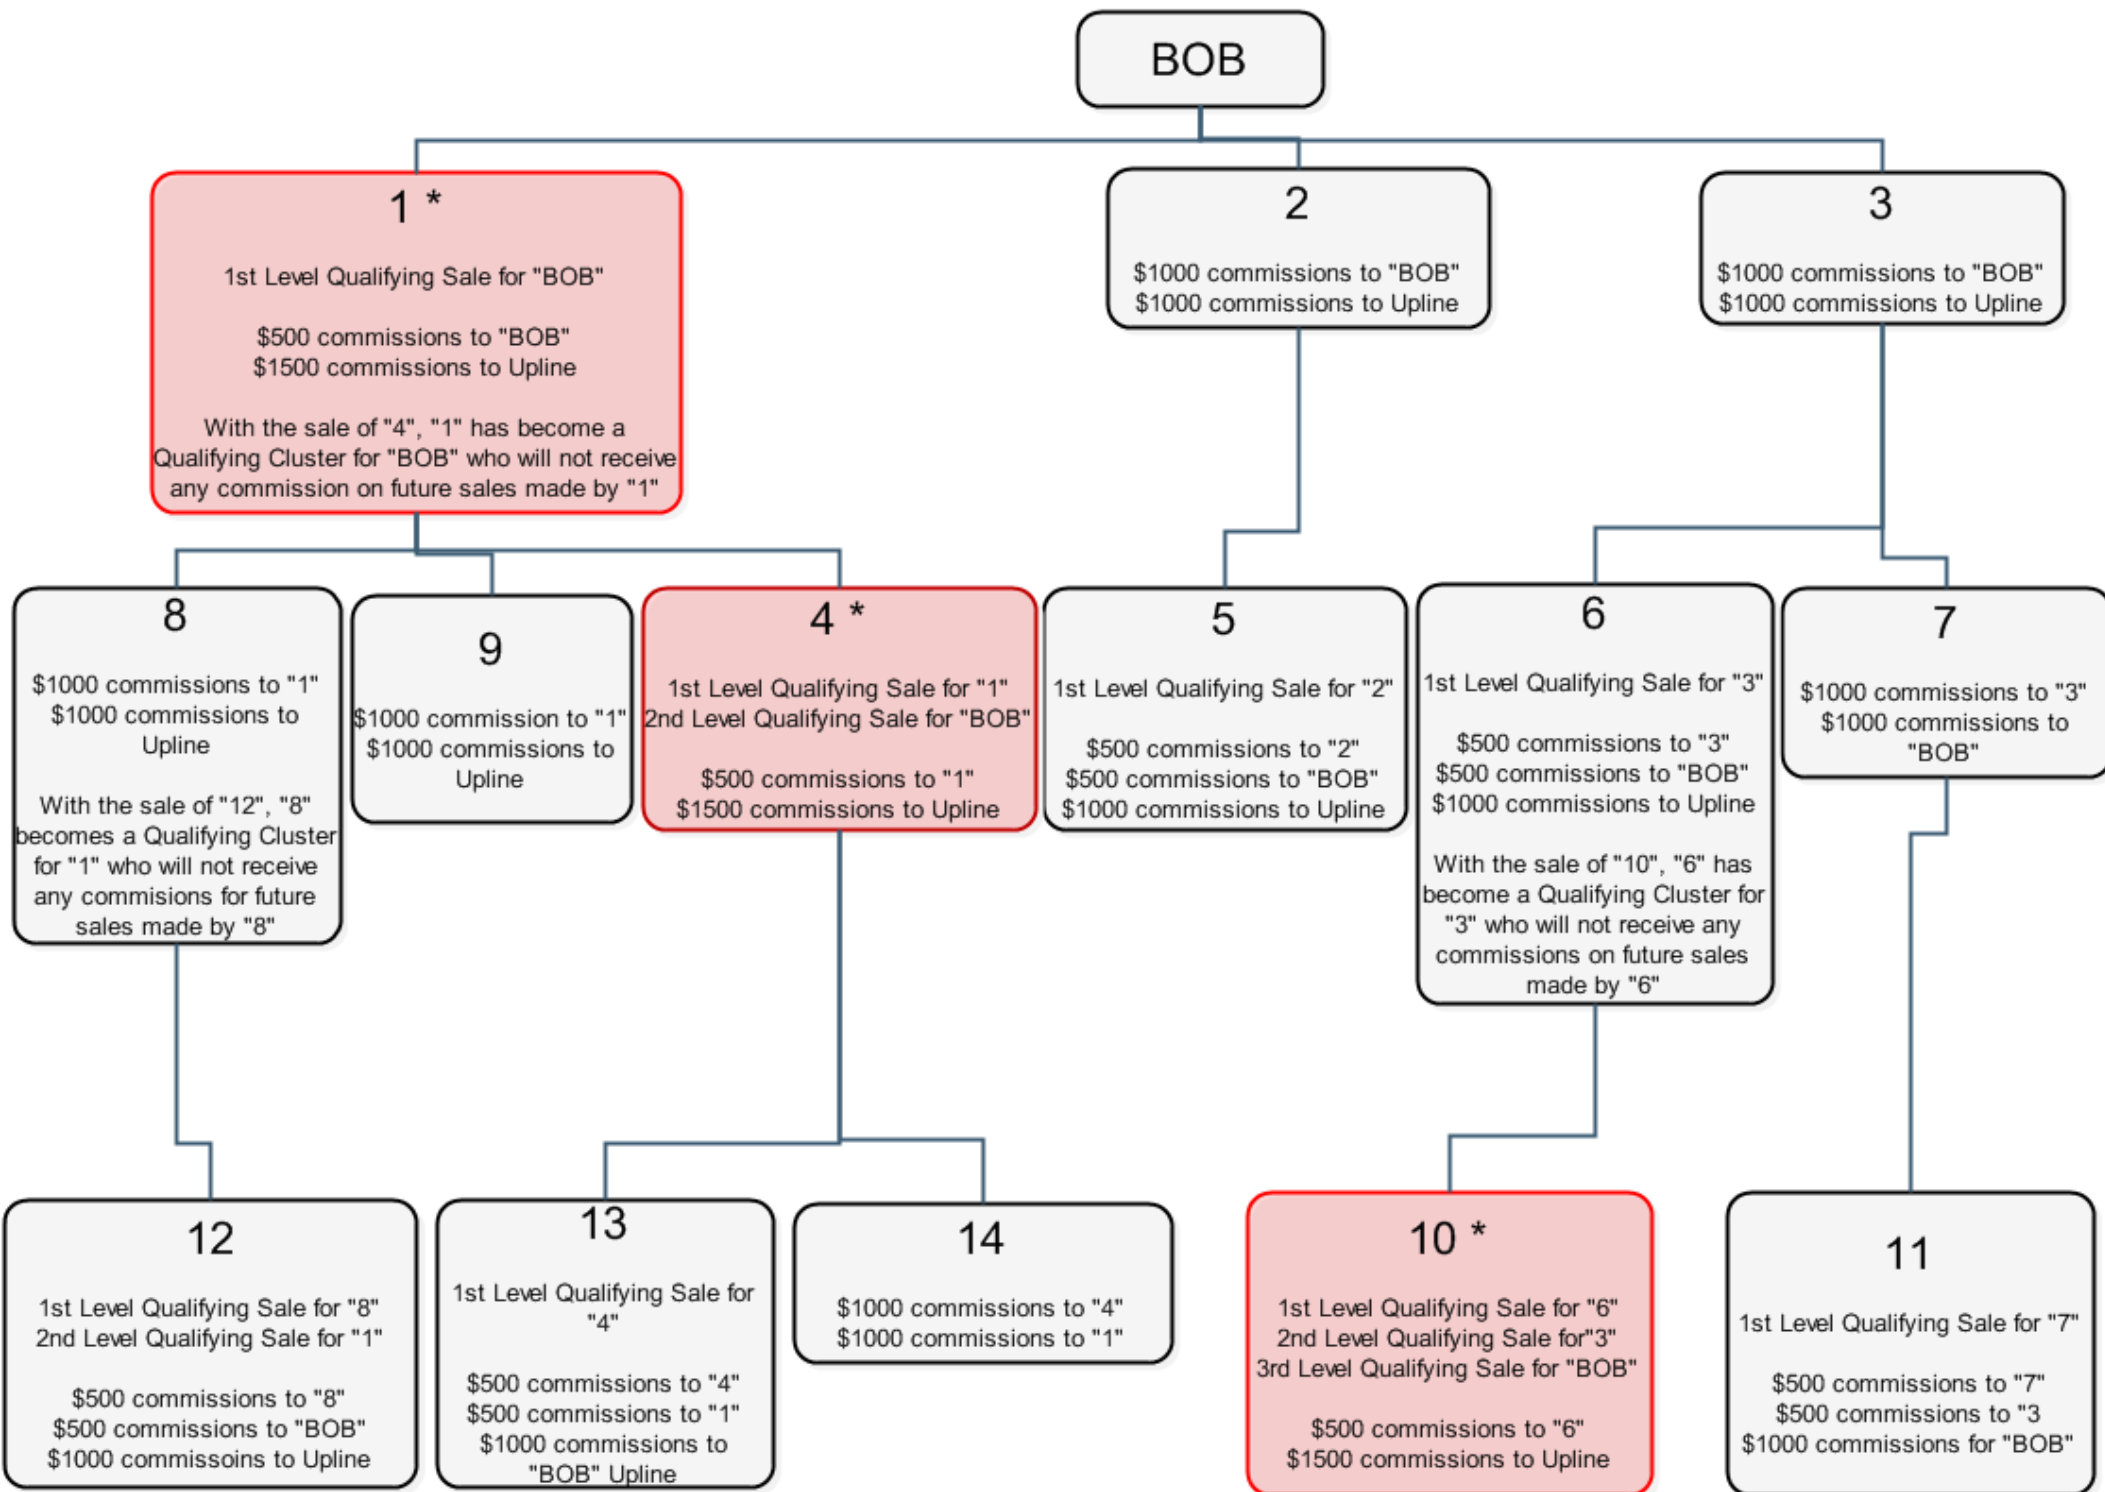 BOB
1 *
1st Level Qualifying Sale for "BOB"
$500 commissions to "BOB"
$1500 commissions to Upline
With the sale of "4", "1" has become a
Qualifying Cluster for "BOB" who will not receive
any commission on future sales made by "1"
2
$1000 commissions to "BOB"
$1000 commissions to Upline
3
$1000 commissions to "BOB"
$1000 commissions to Upline
8
$1000 commissions to "1"
$1000 commissions to
Upline
With the sale of "12", "8"
becomes a Qualifying Cluster
for "1" who will not receive
any commisions for future
sales made by "8"
9
$1000 commission to "1"
$1000 commissions to
Upline
4 *
1st Level Qualifying Sale for "1"
2nd Level Qualifying Sale for "BOB"
$500 commissions to "1"
$1500 commissions to Upline
5
1st Level Qualifying Sale for "2"
$500 commissions to "2"
$500 commissions to "BOB"
$1000 commissions to Upline
6
1st Level Qualifying Sale for "3"
$500 commissions to "3"
$500 commissions to "BOB"
$1000 commissions to Upline
With the sale of "10", "6" has
become a Qualifying Cluster for
"3" who will not receive any
commissions on future sales
made by "6"
7
$1000 commissions to "3"
$1000 commissions to
"BOB"
12
1st Level Qualifying Sale for "8"
2nd Level Qualifying Sale for "1"
$500 commissions to "8"
$500 commissions to "BOB"
$1000 commissoins to Upline
13
1st Level Qualifying Sale for
"4"
$500 commissions to "4"
$500 commissions to "1"
$1000 commissions to
"BOB" Upline
14
$1000 commissions to "4"
$1000 commissions to "1"
10 *
1st Level Qualifying Sale for "6"
2nd Level Qualifying Sale for"3"
3rd Level Qualifying Sale for "BOB"
$500 commissions to "6"
$1500 commissions to Upline
11
1st Level Qualifying Sale for "7"
$500 commissions to "7"
$500 commissions to "3
$1000 commissions for "BOB"